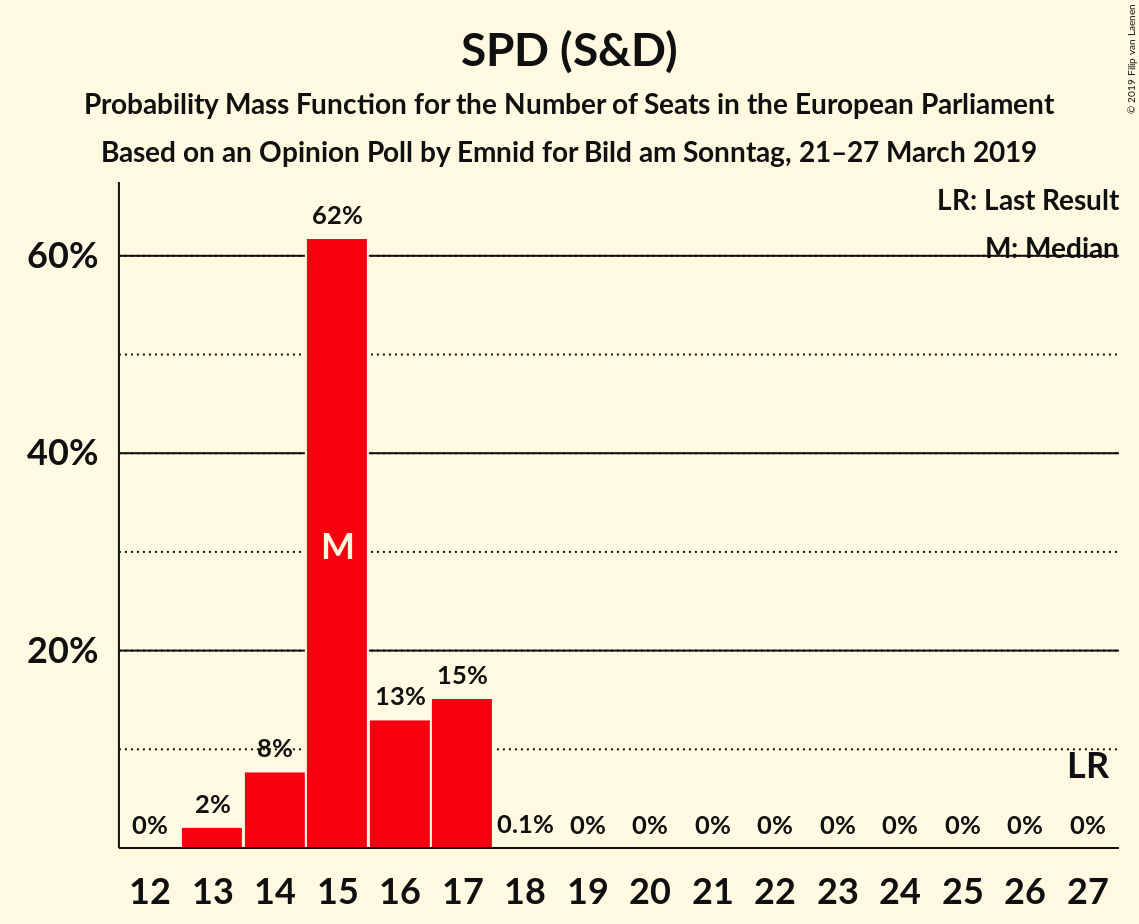 SPD (S&D)
Probability Mass Function for the Number of Seats in the European Parliament
Based on an Opinion Poll by Emnid for Bild am Sonntag, 21–27 March 2019
© 2019 Filip van Laenen
LR: Last Result
M: Median
60%
40%
20%
62%
M
15%
13%
8%
2%
0%
0.1%
0%
0%
0%
0%
0%
0%
0%
0%
0%
LR
12 13 14 15 16 17 18 19 20 21 22 23 24 25 26 27